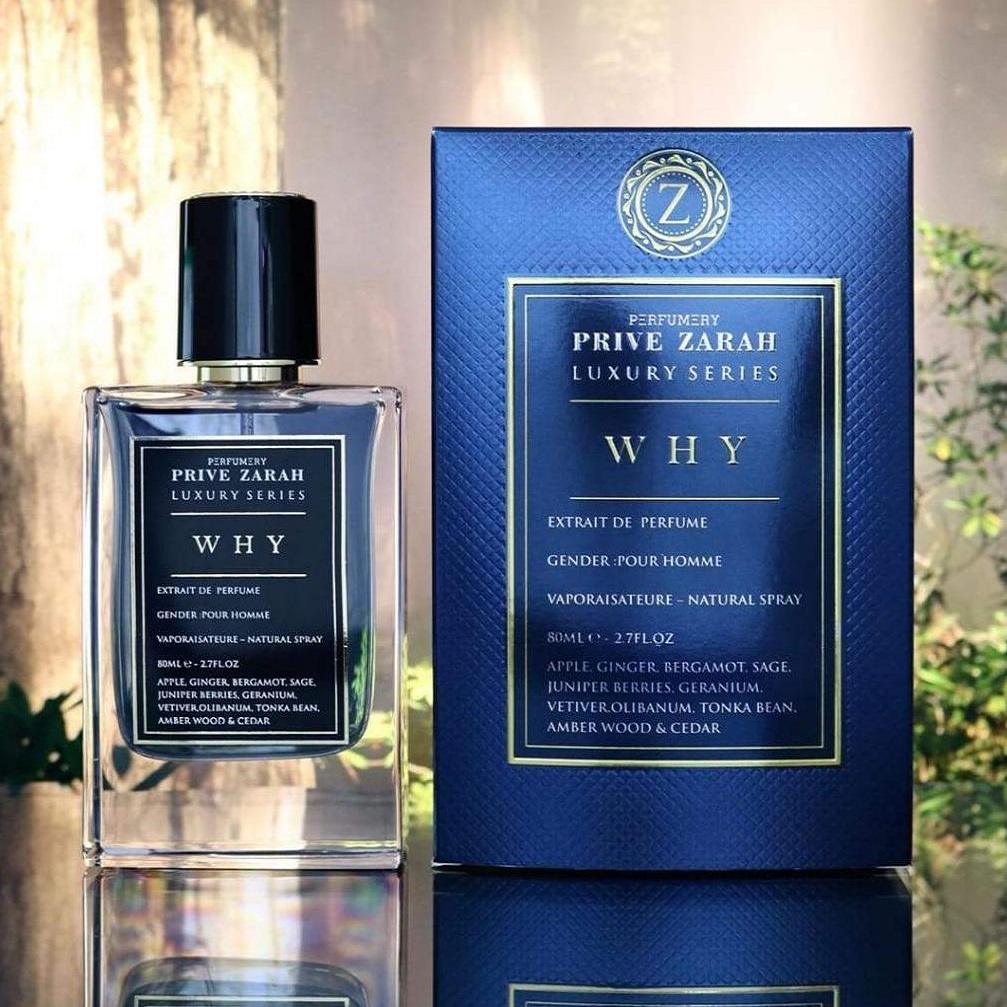 PERFUMERY
PRIVE ZARAH
LUXURY SERIES
WHY
EXTRAIT DE PERFUME
GENDER :POUR HOMME
VAPORAISATEURE – NATURAL SPRAY
80ML ℮ - 2.7FL.OZ
APPLE, GINGER, BERGAMOT, SAGE,
JUNIPER BERRIES, GERANIUM,
VETIVER,OLIBANUM, TONKA BEAN,
AMBER WOOD & CEDAR
Z
PERFUMERY
PRIVE ZARAH
LUXURY SERIES
WHY
EXTRAIT DE PERFUME
GENDER :POUR HOMME
VAPORAISATEURE – NATURAL SPRAY
80ML ℮ - 2.7FL.OZ
APPLE, GINGER, BERGAMOT, SAGE,
JUNIPER BERRIES, GERANIUM,
VETIVER,OLIBANUM, TONKA BEAN,
AMBER WOOD & CEDAR